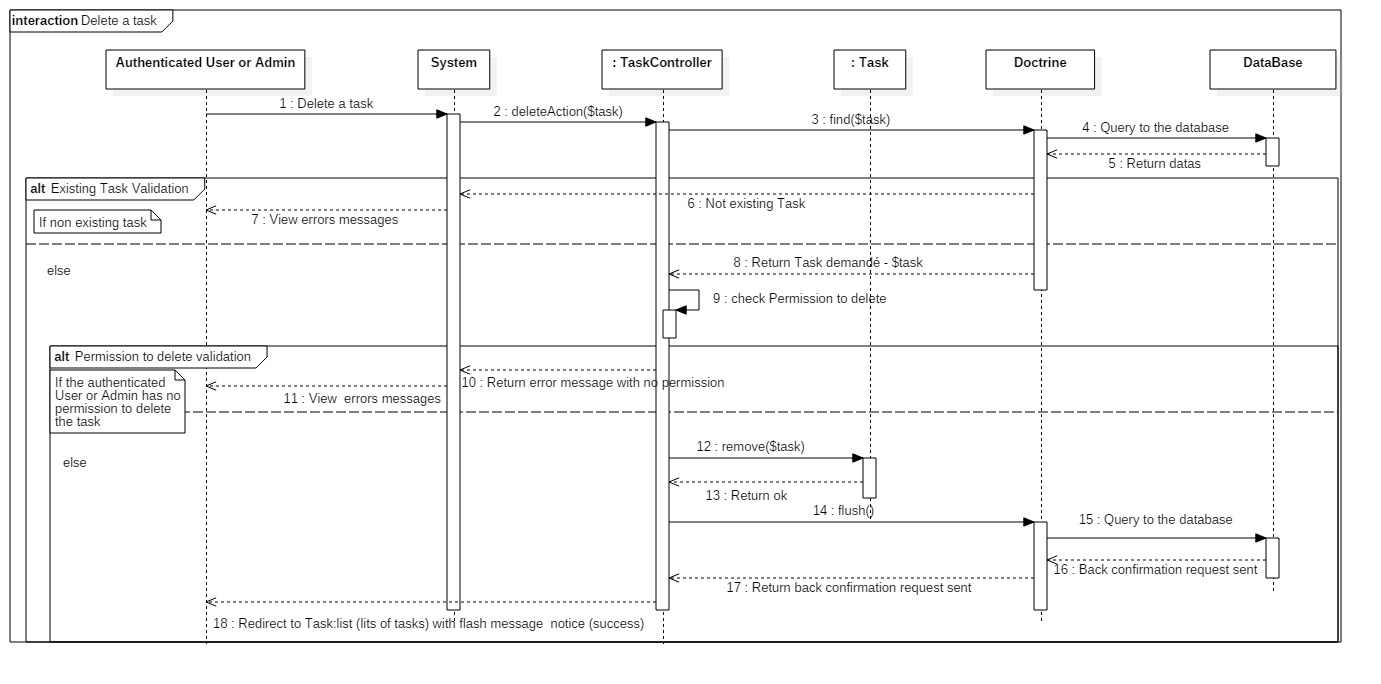 interaction Delete a task
Authenticated User or Admin
System
: TaskController
: Task
Doctrine
DataBase
1 : Delete a task
2 : deleteAction($task)
3 : find($task)
4 : Query to the database
5 : Return datas
alt Existing Task Validation
6 : Not existing Task
If non existing task
7 : View errors messages
else
8 : Return Task demandé - $task
9 : check Permission to delete
alt Permission to delete validation
If the authenticated
User or Admin has no
permission to delete
the task
10 : Return error message with no permission
11 : View  errors messages
else
12 : remove($task)
13 : Return ok
14 : flush()
15 : Query to the database
16 : Back confirmation request sent
17 : Return back confirmation request sent
18 : Redirect to Task:list (lits of tasks) with flash message  notice (success)